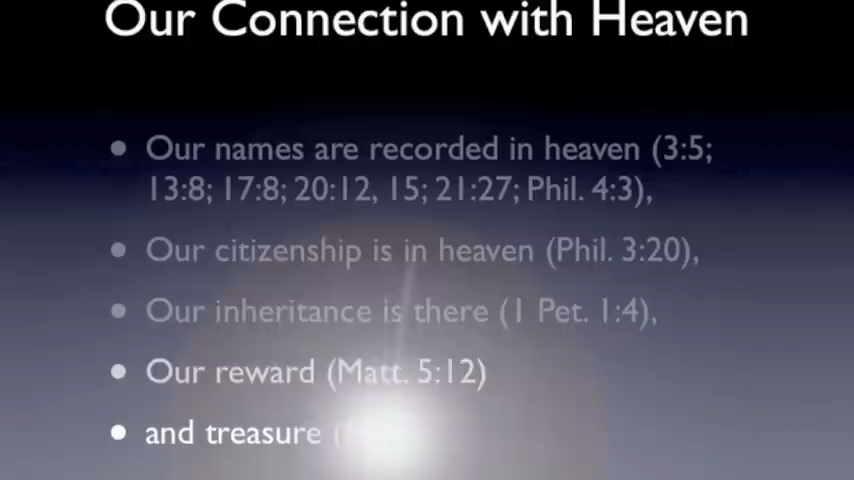 Our Connection with Heaven
• Our names are recorded in heaven (3:5;
13:8; 17:8; 20:12, 15; 21:27; Phil. 4:3),
• Our citizenship is in heaven (Phil. 3:20),
• Our inheritance is there (1 Pet. 1:4),
• Our reward (Matt. 5:12)
• and treasure (